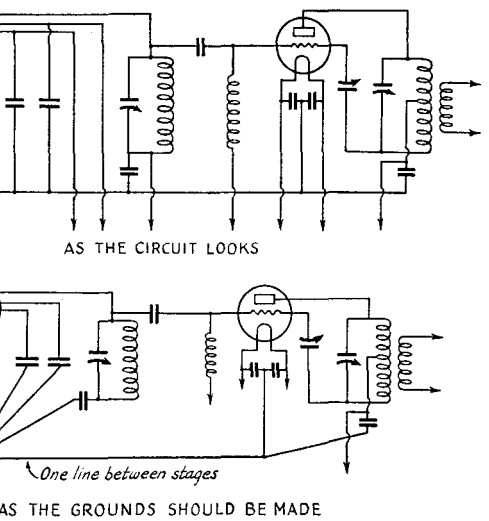 AS THE CIRCUIT LOOKS
One line between stages
AS THE GROUNDS SHOULD BE MADE